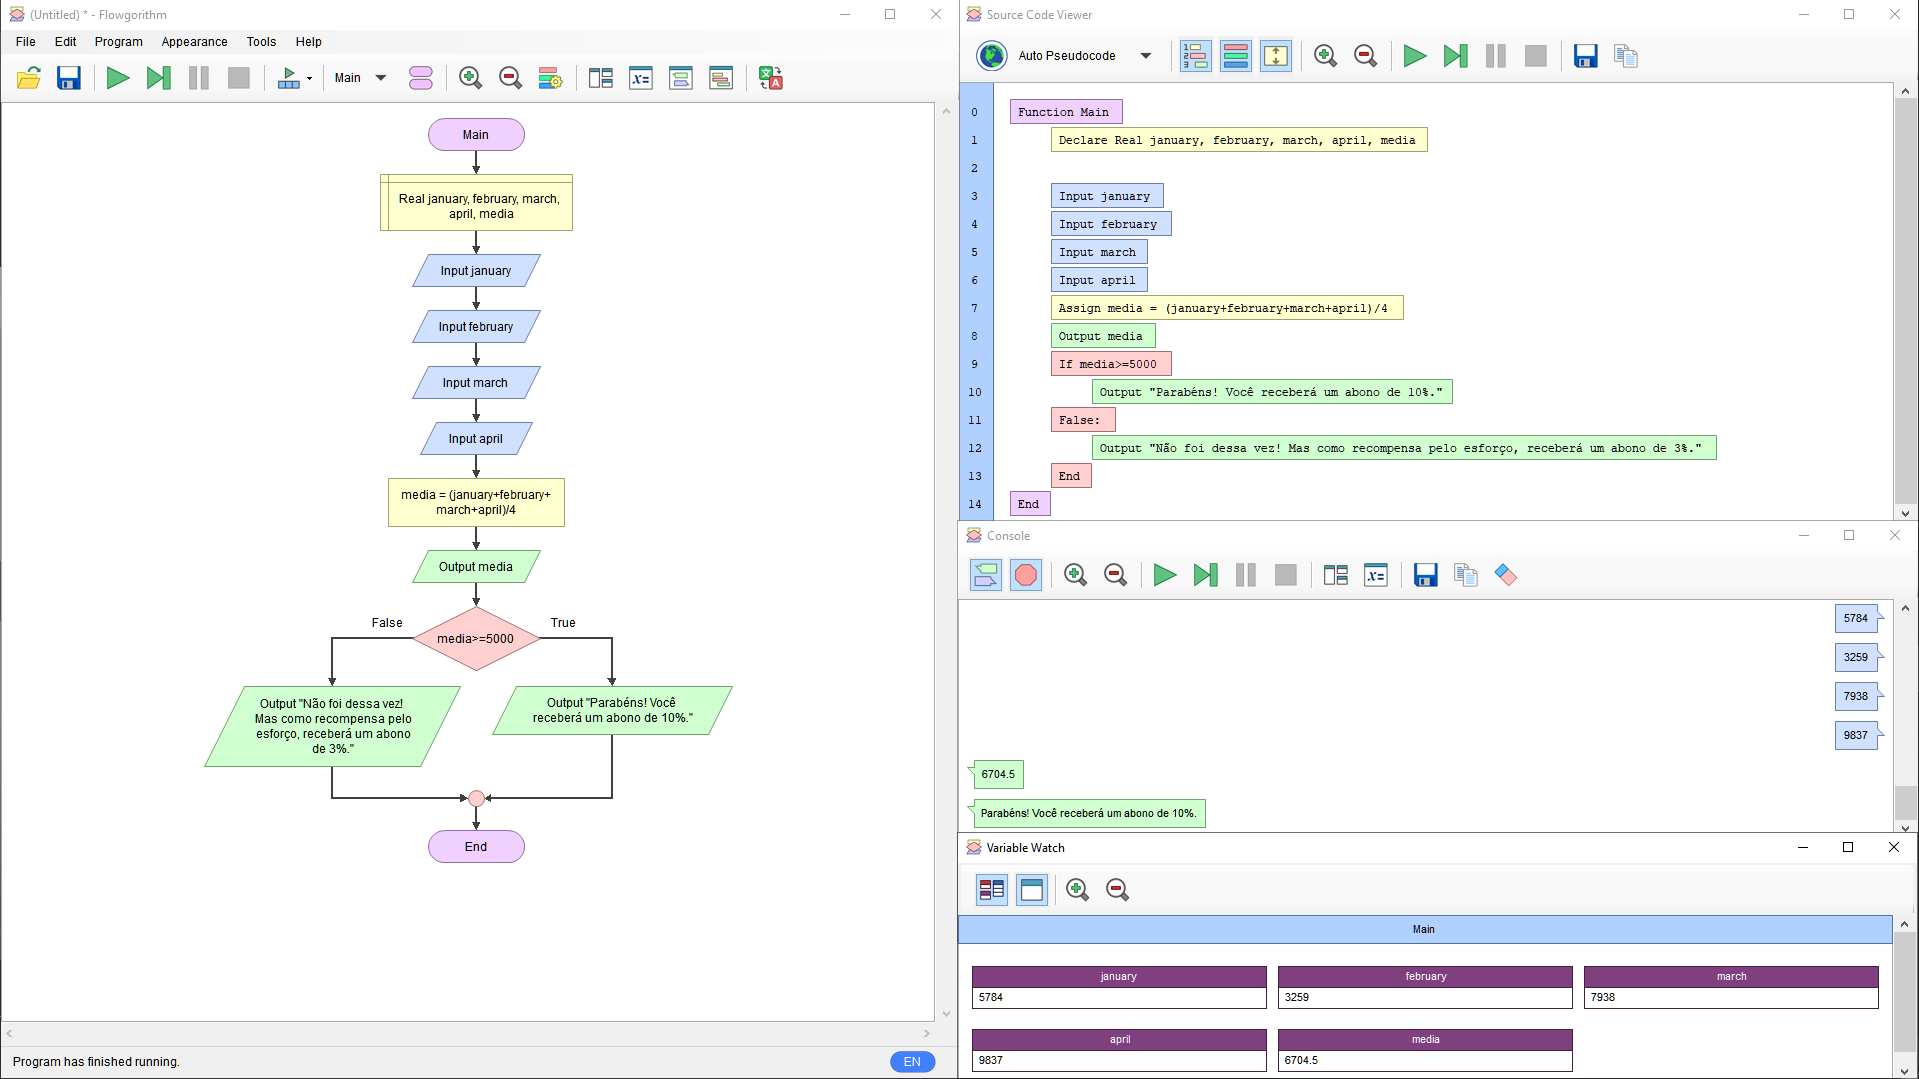 (Untitled) * - Flowgorithm
File Edit Program Appearance Tools Help
Main
Main
Real january, february, march,
april, media
Input january
Input february
Input march
Input april
media = (january+february+
march+april)/4
Output media
False
True
media>=5000
Output "Não foi dessa vez!
Mas como recompensa pelo
esforço, receberá um abono
de 3%."
Output "Parabéns! Você
receberá um abono de 10%."
End
Program has finished running.
EN
Source Code Viewer
Auto Pseudocode
0 Function Main
1 Declare Real january, february, march, april, media
2
3 Input january
4 Input february
5 Input march
6 Input april
7 Assign media = (january+february+march+april)/4
8 Output media
9 If media>=5000
10 Output "Parabéns! Você receberá um abono de 10%."
11 False:
12 Output "Não foi dessa vez! Mas como recompensa pelo esforço, receberá um abono de 3%."
13 End
14 End
Console
5784
3259
7938
9837
6704.5
Parabéns! Você receberá um abono de 10%.
Variable Watch
Main
january february march
5784 3259 7938
april media
9837 6704.5